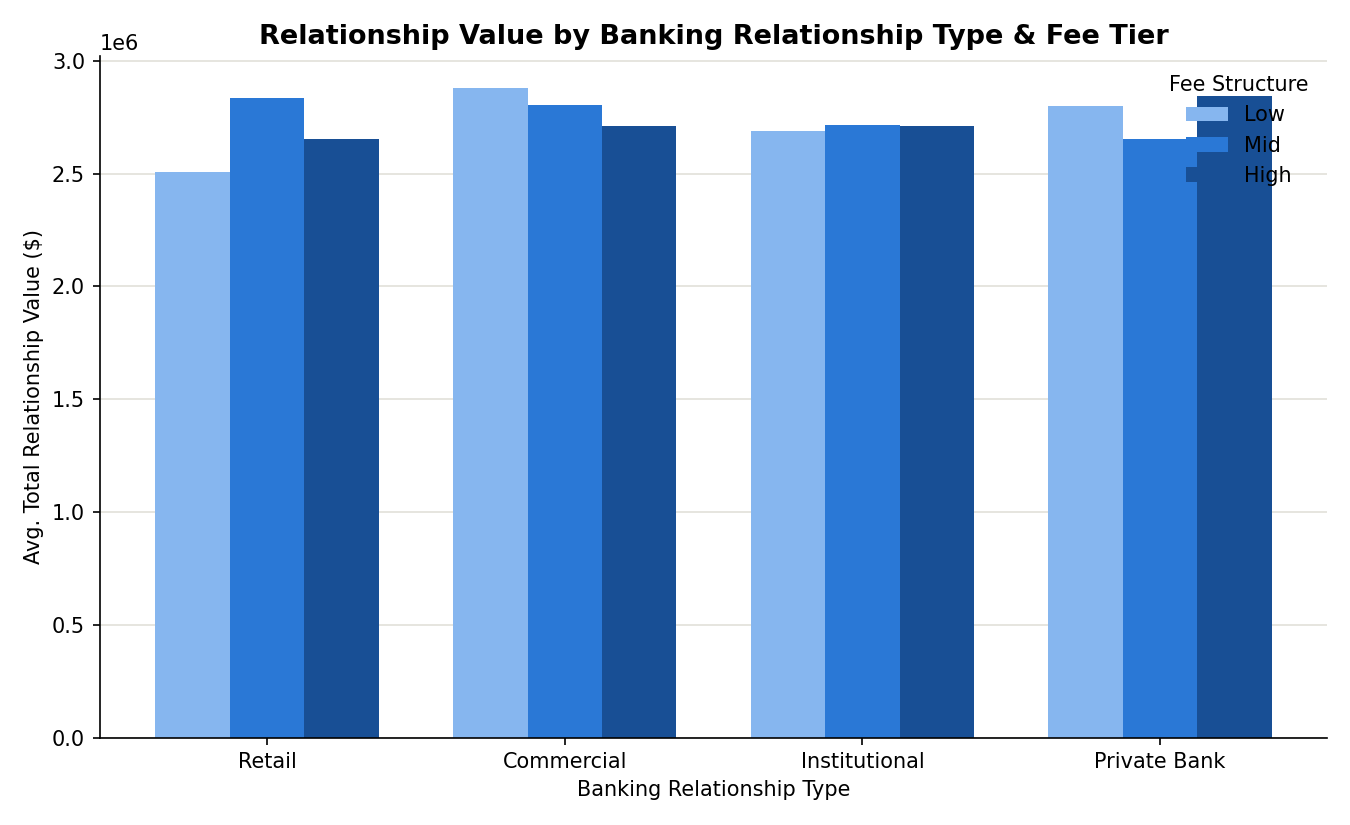 Relationship Value by Banking Relationship Type & Fee Tier
1e6
3.0
2.5
2.0
1.5
1.0
0.5
0.0
Avg. Total Relationship Value ($)
Fee Structure
Low
Mid
High
Retail
Commercial
Institutional
Private Bank
Banking Relationship Type